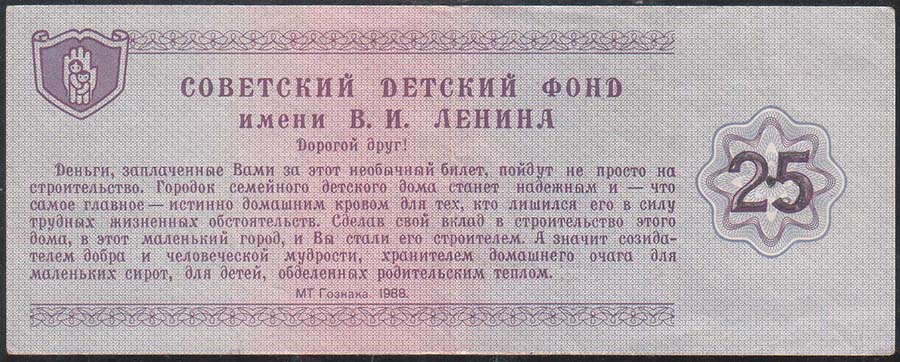 СОВЕТСКИЙ ДЕТСКИЙ ФОНД
имени В. И. ЛЕНИНА
Дорогой друг!
Деньги, заплаченные Вами за этот необычный билет, пойдут не просто на
строительство. Городок семейного детского дома станет надежным и — что
самое главное — истинно домашним кровом для тех, кто лишился его в силу
трудных жизненных обстоятельств. Сделав свой вклад в строительство этого
дома, в этот маленький город, и Вы стали его строителем. А значит созида-
телем добра и человеческой мудрости, хранителем домашнего очага для
маленьких сирот, для детей, обделенных родительским теплом.
МТ Гознака. 1988.
25